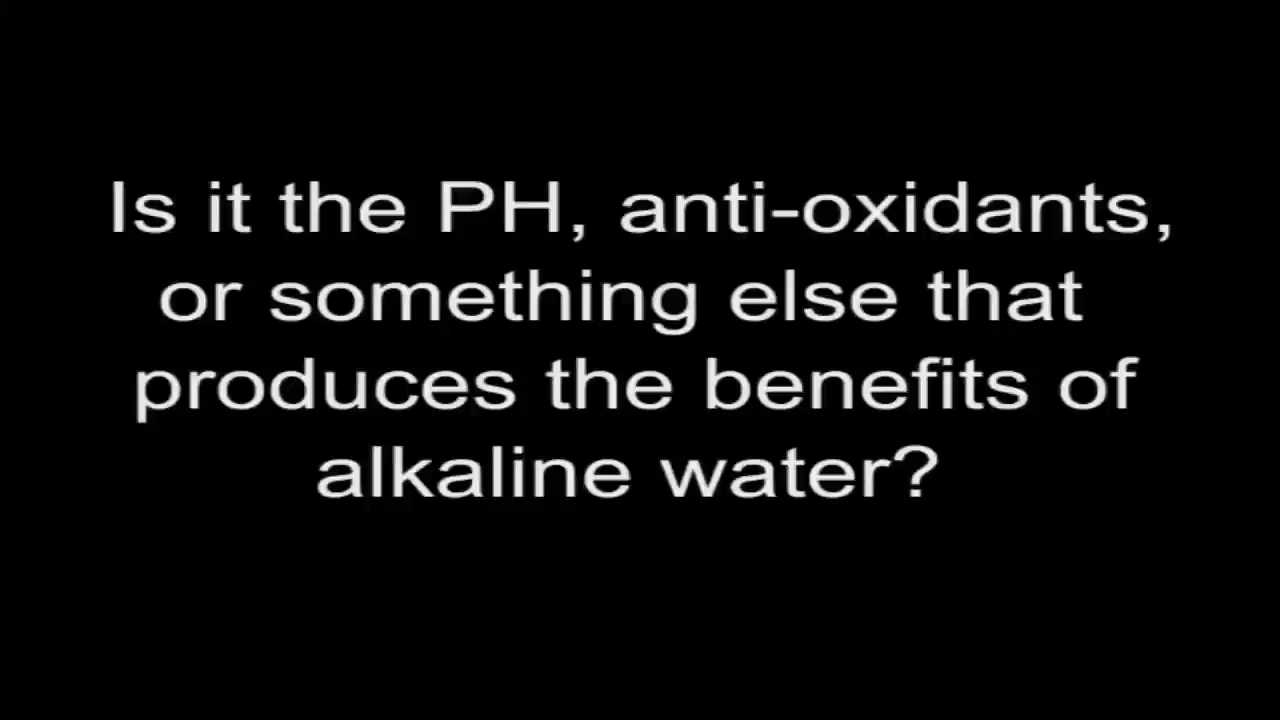 Is it the PH, anti-oxidants,
or something else that
produces the benefits of
alkaline water?